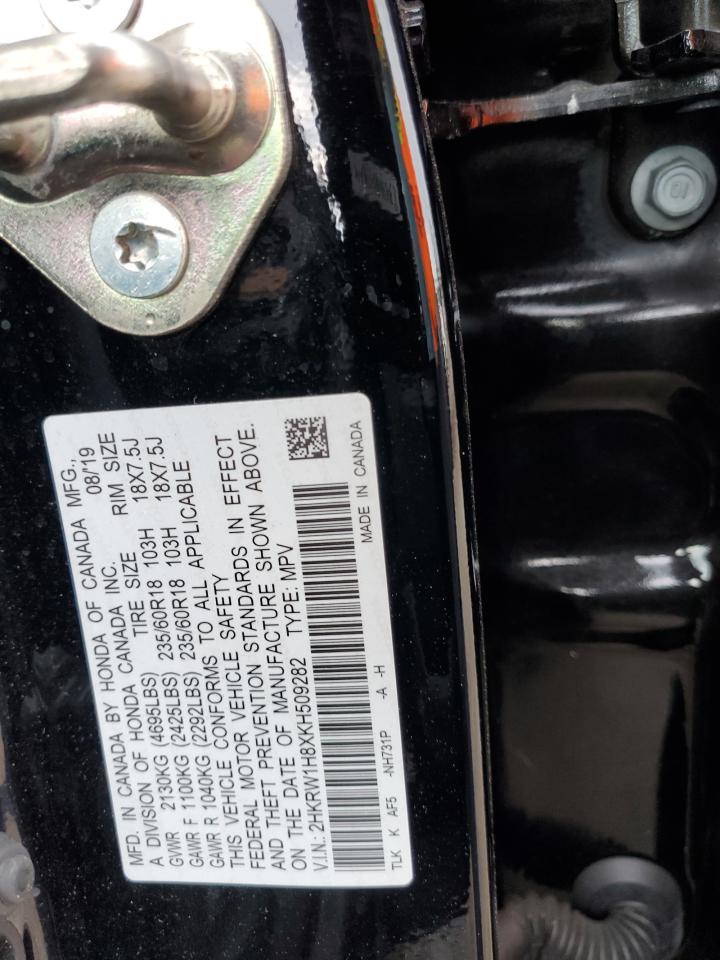 MFD. IN CANADA BY HONDA OF CANADA MFG.,
A DIVISION OF HONDA CANADA INC. 08/19
TIRE SIZE RIM SIZE
GVWR 2130KG (4695LBS)
GAWR F 1100KG (2425LBS) 235/60R18 103H 18X7.5J
GAWR R 1040KG (2292LBS) 235/60R18 103H 18X7.5J
THIS VEHICLE CONFORMS TO ALL APPLICABLE
FEDERAL MOTOR VEHICLE SAFETY
AND THEFT PREVENTION STANDARDS IN EFFECT
ON THE DATE OF MANUFACTURE SHOWN ABOVE.
V.I.N.: 2HKRW1H8XKH509282 TYPE: MPV
TLK K AF5 -NH731P -A -H MADE IN CANADA